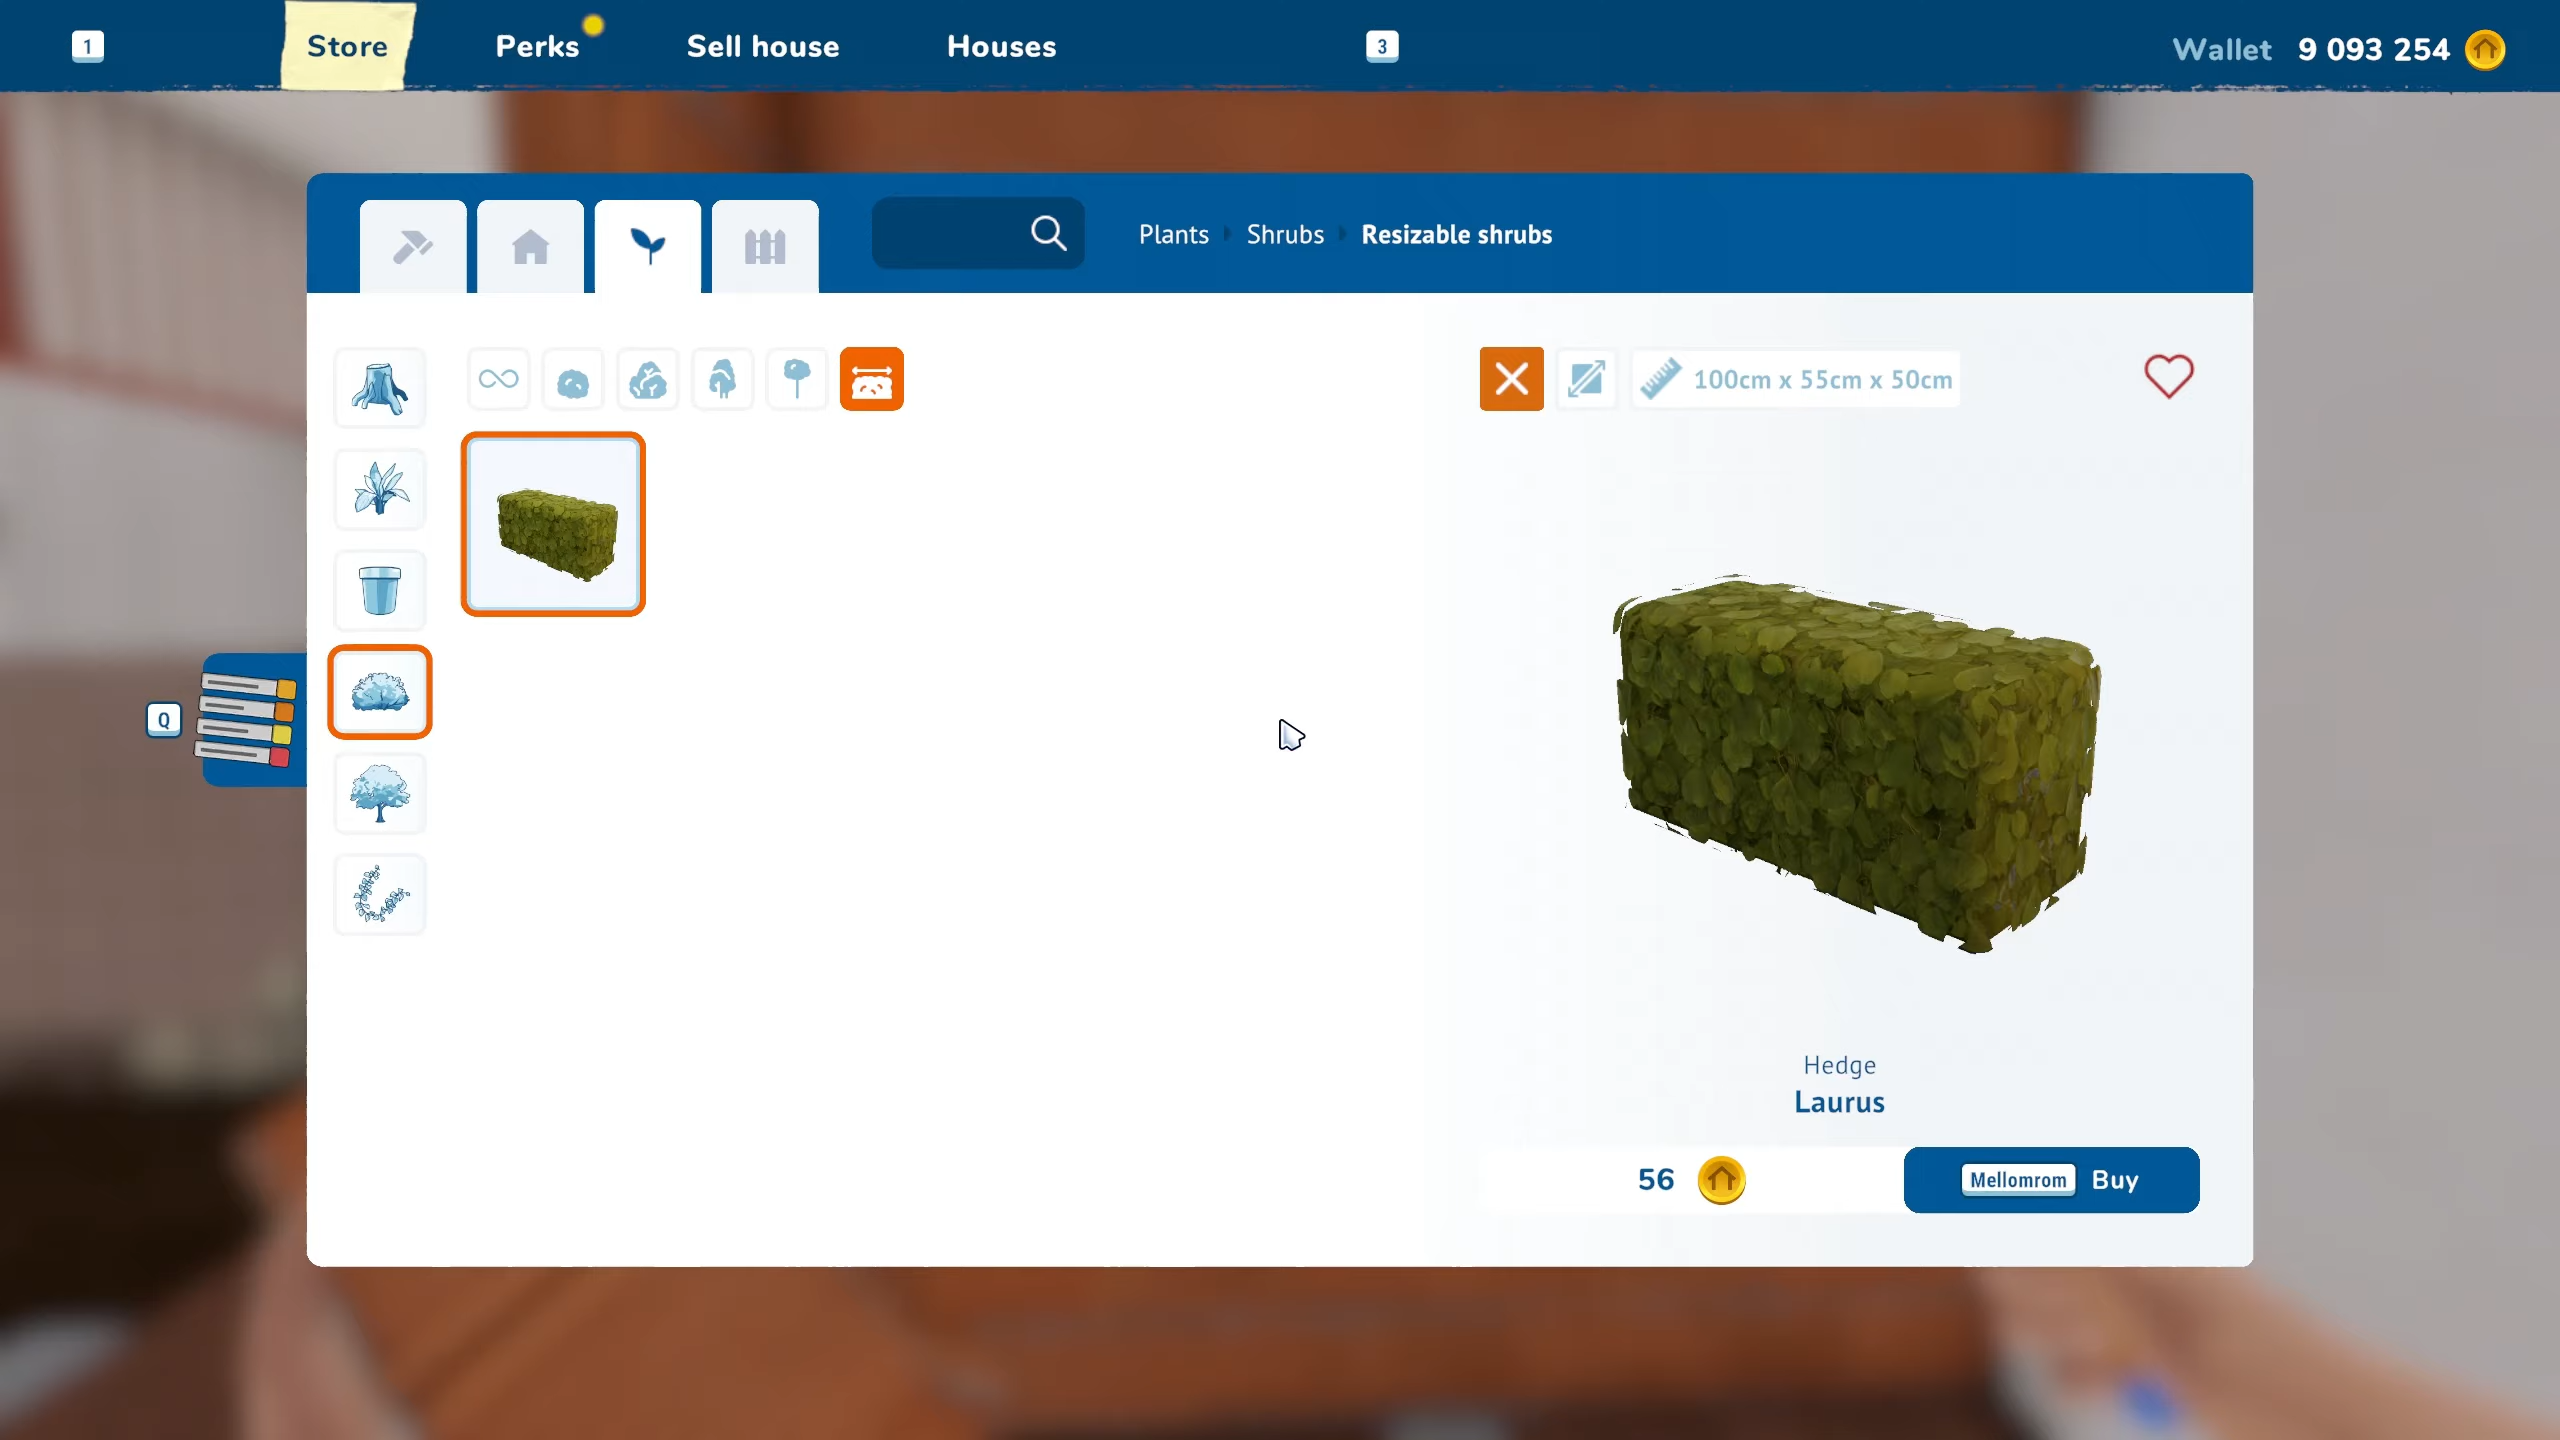 1
Store
Perks
Sell house
Houses
3
Wallet 9 093 254
Plants
Shrubs
Resizable shrubs
100cm x 55cm x 50cm
Q
Hedge
Laurus
56
Mellomrom Buy